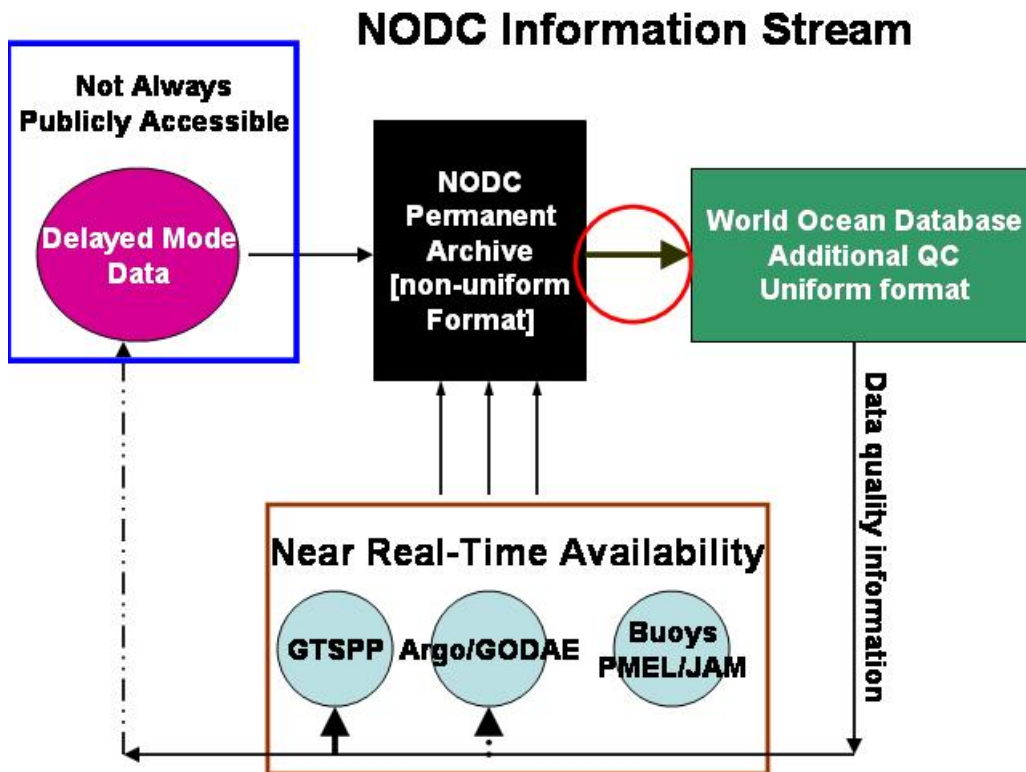 NODC Information Stream
Not Always
Publicly Accessible
Delayed Mode
Data
NODC
Permanent
Archive
[non-uniform
Format]
World Ocean Database
Additional QC
Uniform format
Data quality information
Near Real-Time Availability
GTSPP
Argo/GODAE
Buoys
PMEL/JAM